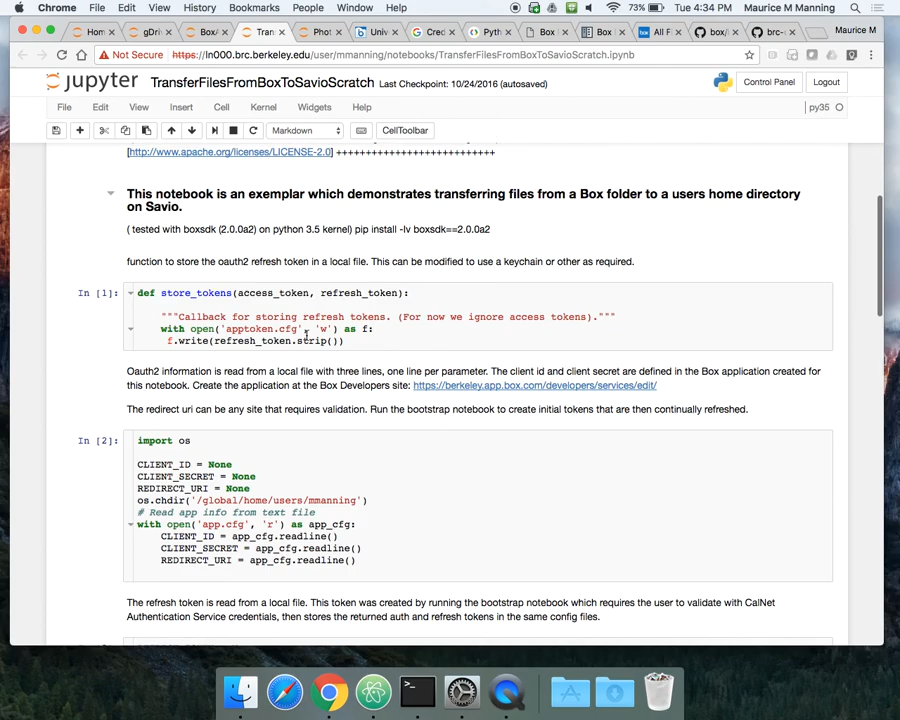 Chrome File Edit View History Bookmarks People Window Help 73% Tue 4:34 PM Maurice M Manning
Hom gDriv BoxA Tran Phot Univ Cred Pyth Box Box All F box/ brc- Maurice M
Not Secure https://ln000.brc.berkeley.edu/user/mmanning/notebooks/TransferFilesFromBoxToSavioScratch.ipynb
jupyter TransferFilesFromBoxToSavioScratch Last Checkpoint: 10/24/2016 (autosaved) Control Panel Logout
File Edit View Insert Cell Kernel Widgets Help py35
Markdown CellToolbar
[http://www.apache.org/licenses/LICENSE-2.0] ++++++++++++++++++++++++++
This notebook is an exemplar which demonstrates transferring files from a Box folder to a users home directory
on Savio.
( tested with boxsdk (2.0.0a2) on python 3.5 kernel) pip install -Iv boxsdk==2.0.0a2
function to store the oauth2 refresh token in a local file. This can be modified to use a keychain or other as required.
In [1]: def store_tokens(access_token, refresh_token):
"""Callback for storing refresh tokens. (For now we ignore access tokens)."""
with open('apptoken.cfg', 'w') as f:
f.write(refresh_token.strip())
Oauth2 information is read from a local file with three lines, one line per parameter. The client id and client secret are defined in the Box application created for
this notebook. Create the application at the Box Developers site: https://berkeley.app.box.com/developers/services/edit/
The redirect uri can be any site that requires validation. Run the bootstrap notebook to create initial tokens that are then continually refreshed.
In [2]: import os
CLIENT_ID = None
CLIENT_SECRET = None
REDIRECT_URI = None
os.chdir('/global/home/users/mmanning')
# Read app info from text file
with open('app.cfg', 'r') as app_cfg:
CLIENT_ID = app_cfg.readline()
CLIENT_SECRET = app_cfg.readline()
REDIRECT_URI = app_cfg.readline()
The refresh token is read from a local file. This token was created by running the bootstrap notebook which requires the user to validate with CalNet
Authentication Service credentials, then stores the returned auth and refresh tokens in the same config files.